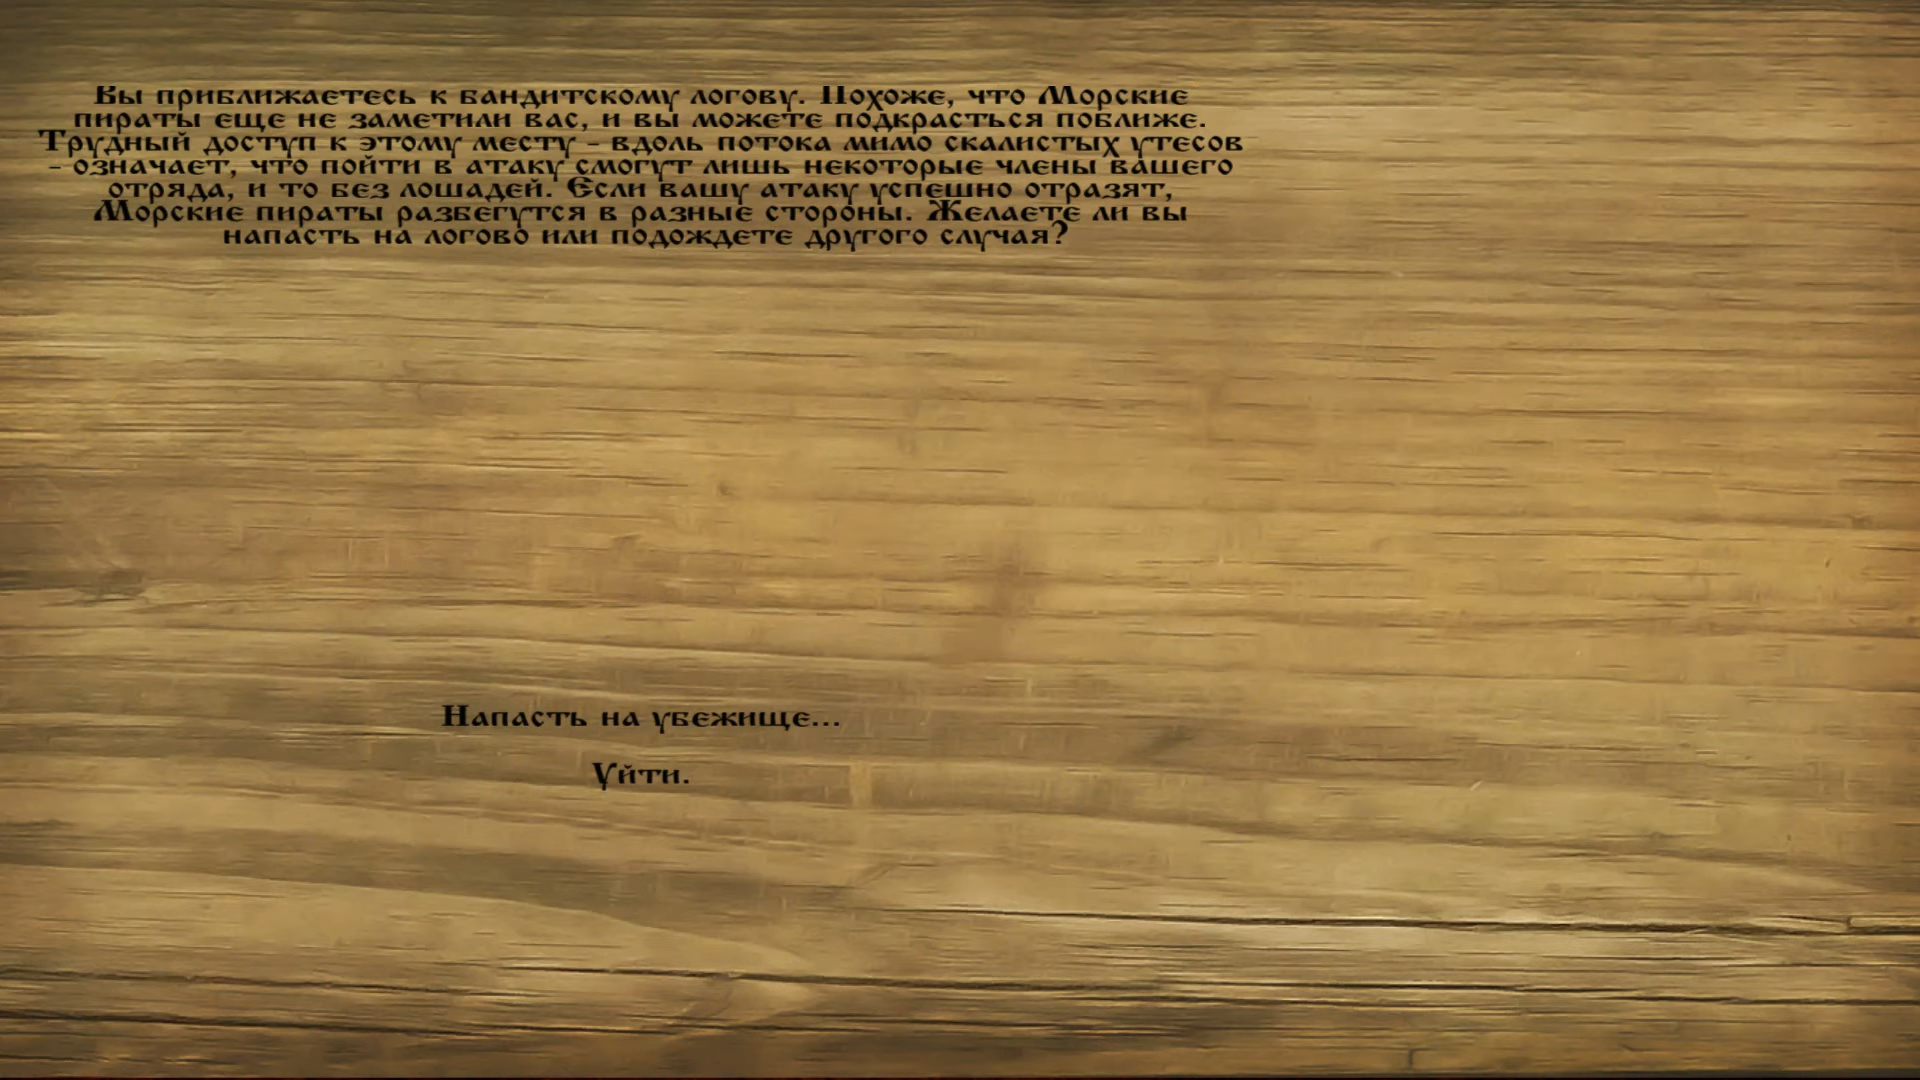 Вы приближаетесь к бандитскому логову. Похоже, что Морские
пираты еще не заметили вас, и вы можете подкрасться поближе.
Трудный доступ к этому месту - вдоль потока мимо скалистых утесов
- означает, что пойти в атаку смогут лишь некоторые члены вашего
отряда, и то без лошадей. Если вашу атаку успешно отразят,
Морские пираты разбегутся в разные стороны. Желаете ли вы
напасть на логово или подождете другого случая?
Напасть на убежище...
Уйти.